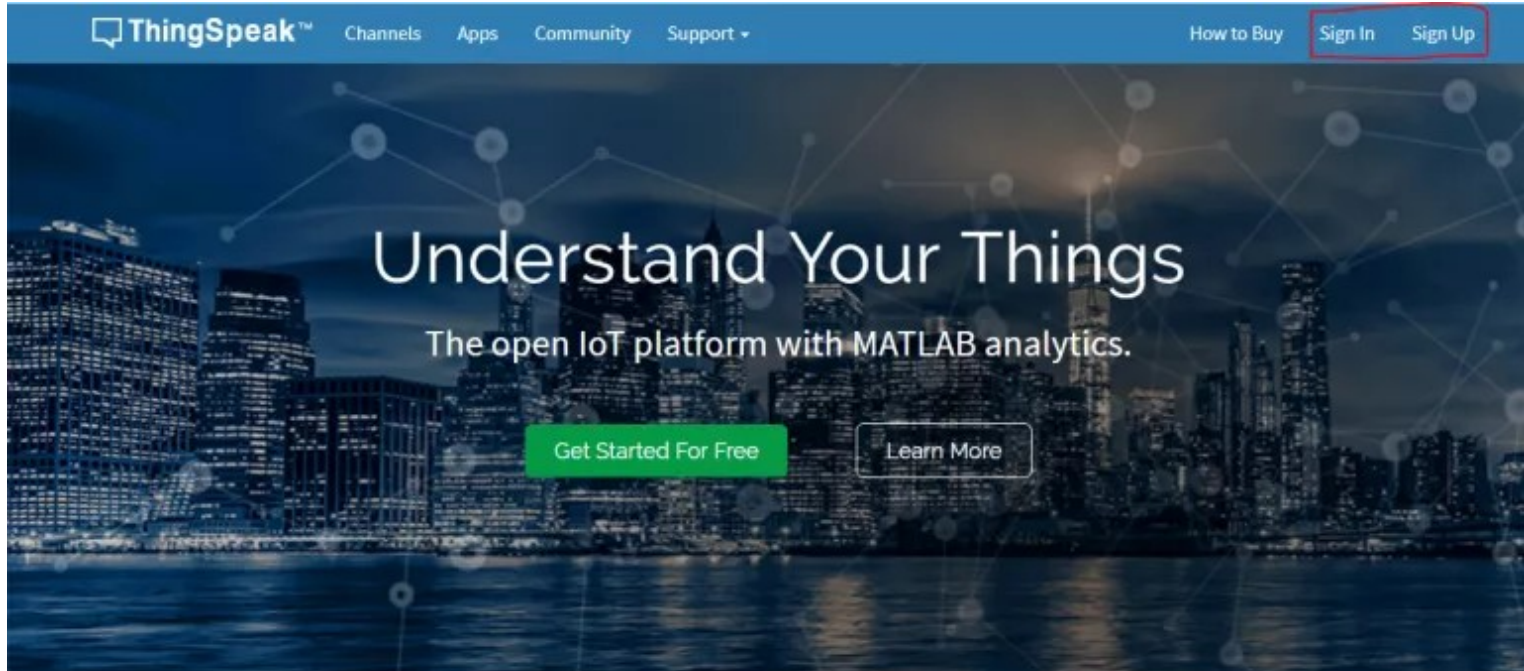 ThingSpeak™ Channels Apps Community Support How to Buy Sign In Sign Up
Understand Your Things
The open IoT platform with MATLAB analytics.
Get Started For Free Learn More